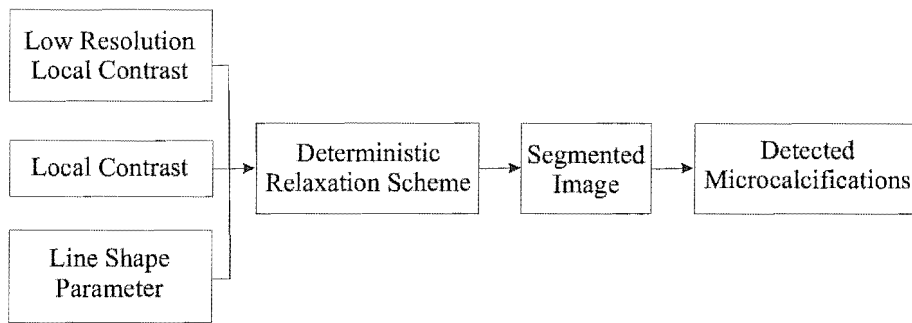 Low Resolution
Local Contrast
Local Contrast
Line Shape
Parameter
Deterministic
Relaxation Scheme
Segmented
Image
Detected
Microcalcifications